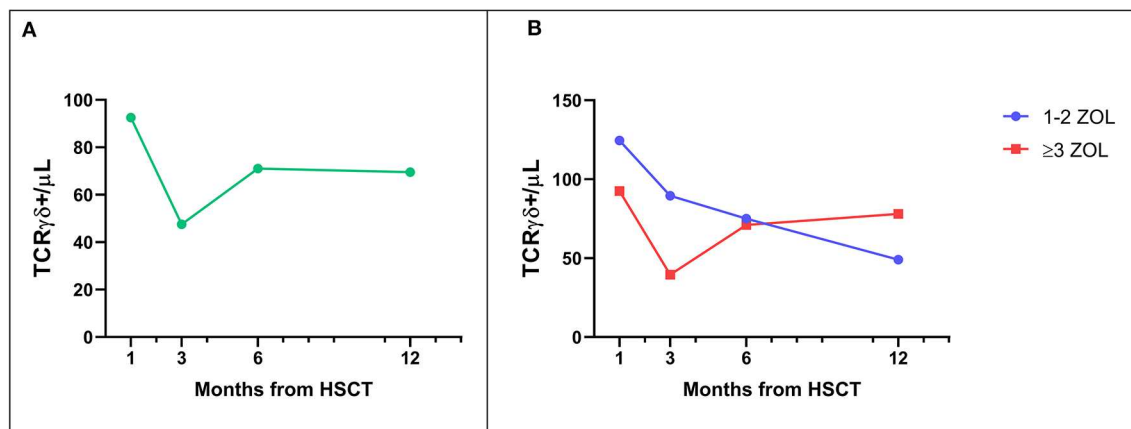 A
TCRγδ+/μL
100
80
60
40
20
0
1 3 6 12
Months from HSCT
B
TCRγδ+/μL
150
100
50
0
1 3 6 12
Months from HSCT
1-2 ZOL
≥3 ZOL